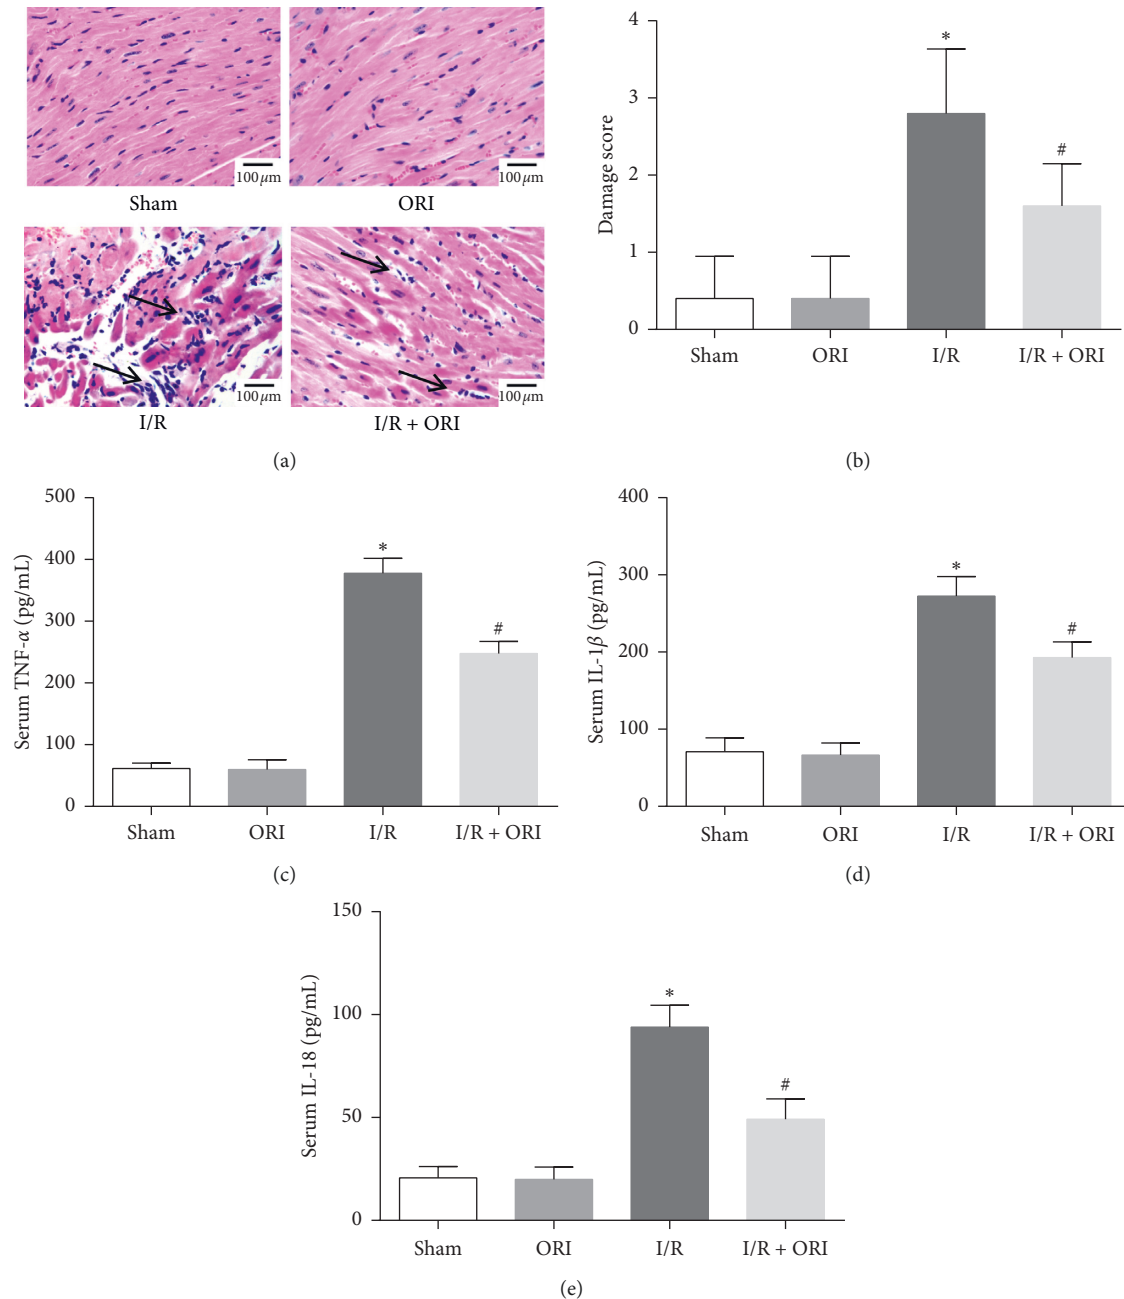 100 μm
100 μm
Sham
ORI
100 μm
100 μm
I/R
I/R + ORI
(a)
Damage score
4
3
2
1
0
*
#
Sham
ORI
I/R
I/R + ORI
(b)
Serum TNF-α (pg/mL)
500
400
300
200
100
0
*
#
Sham
ORI
I/R
I/R + ORI
(c)
Serum IL-1β (pg/mL)
400
300
200
100
0
*
#
Sham
ORI
I/R
I/R + ORI
(d)
Serum IL-18 (pg/mL)
150
100
50
0
*
#
Sham
ORI
I/R
I/R + ORI
(e)